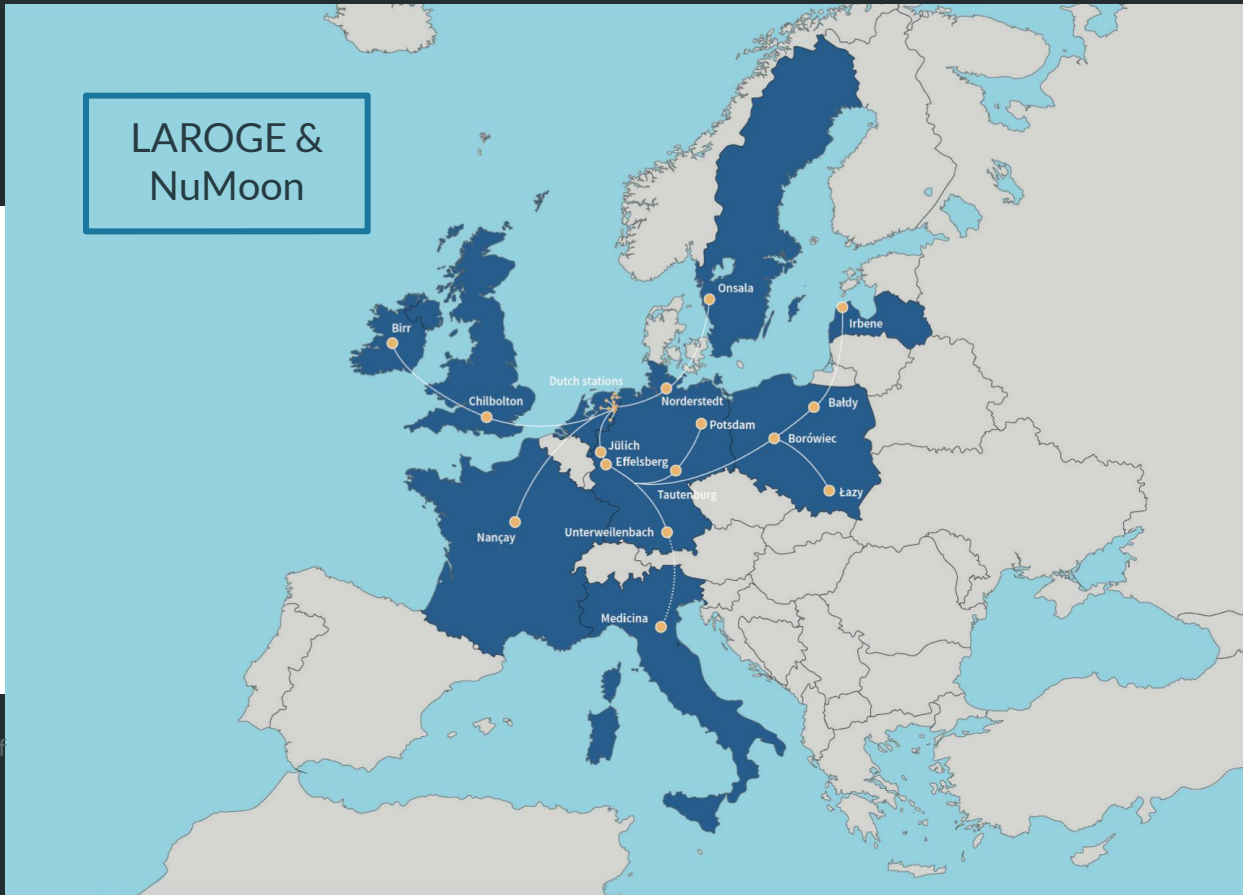 LAROGE &
NuMoon
Onsala
Irbene
Birr
Dutch stations
Chilbolton
Norderstedt
Bałdy
Potsdam
Borówiec
Jülich
Effelsberg
Łazy
Tautenburg
Unterweilenbach
Nançay
Medicina
f